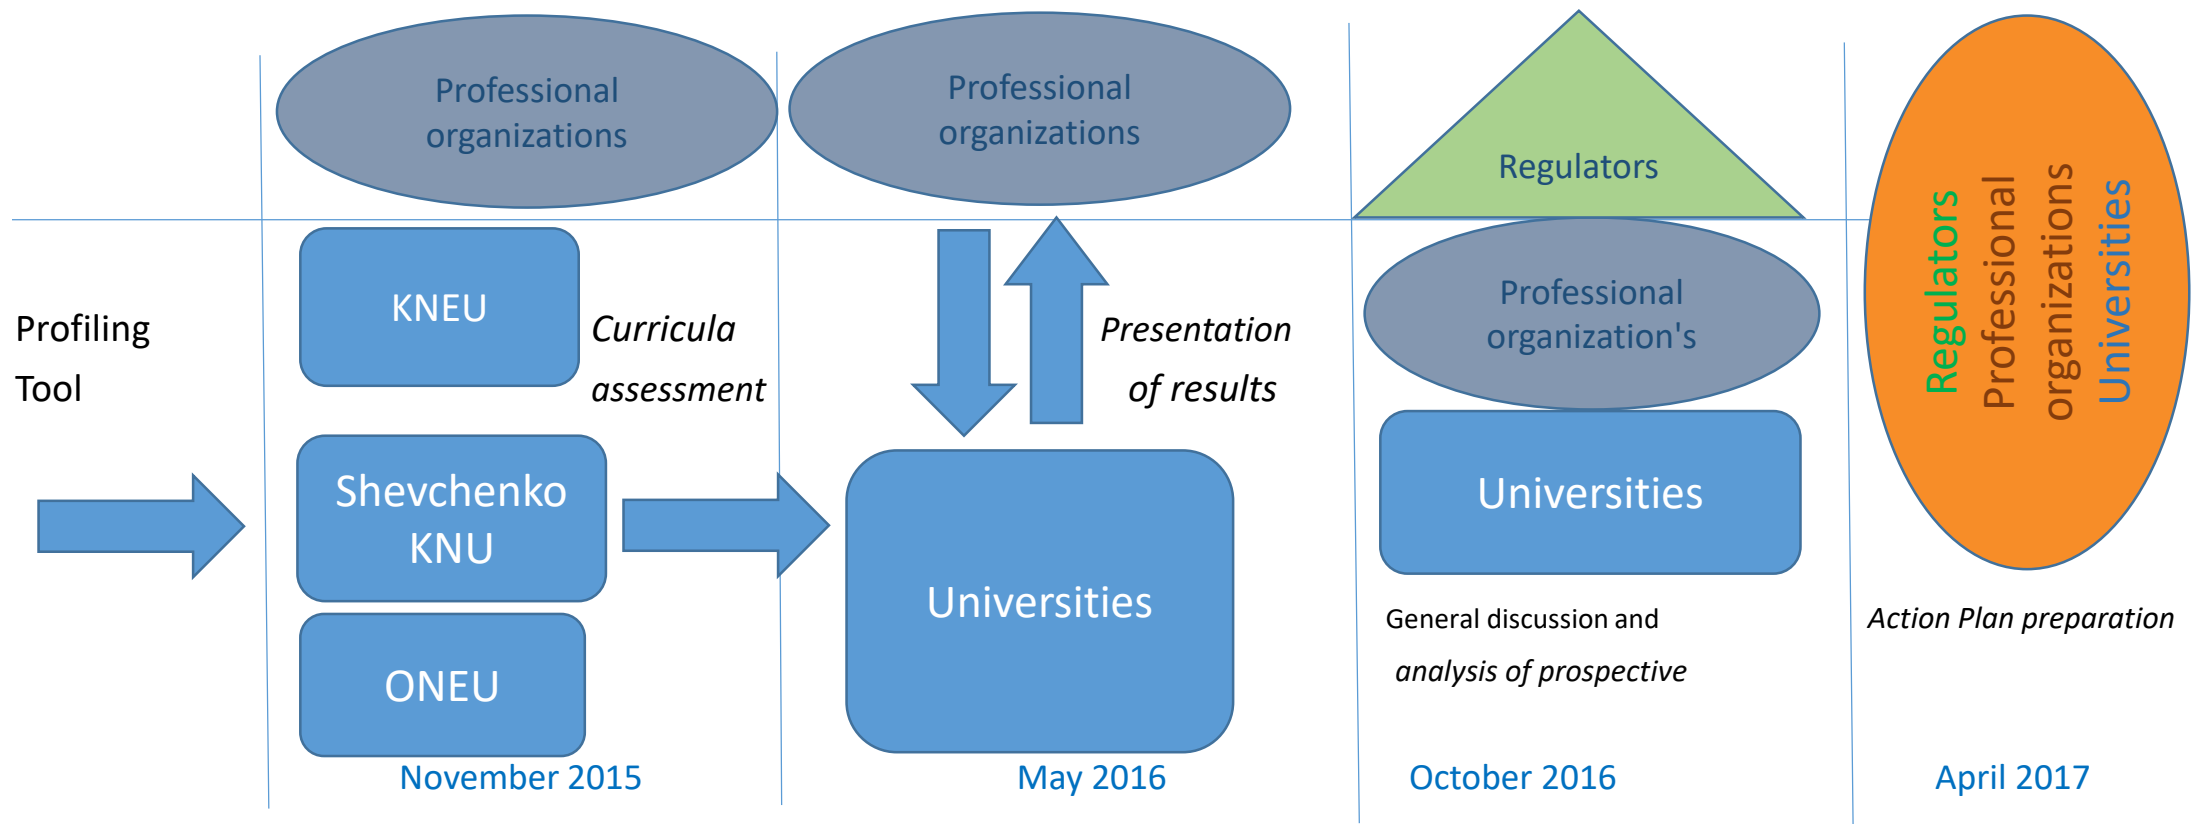 Profiling
Tool
Professional
organizations
KNEU
Shevchenko
KNU
ONEU
Curricula
assessment
November 2015
Professional
organizations
Presentation
of results
Universities
May 2016
Regulators
Professional
organization's
Universities
General discussion and
analysis of prospective
October 2016
Regulators
Professional
organizations
Universities
Action Plan preparation
April 2017